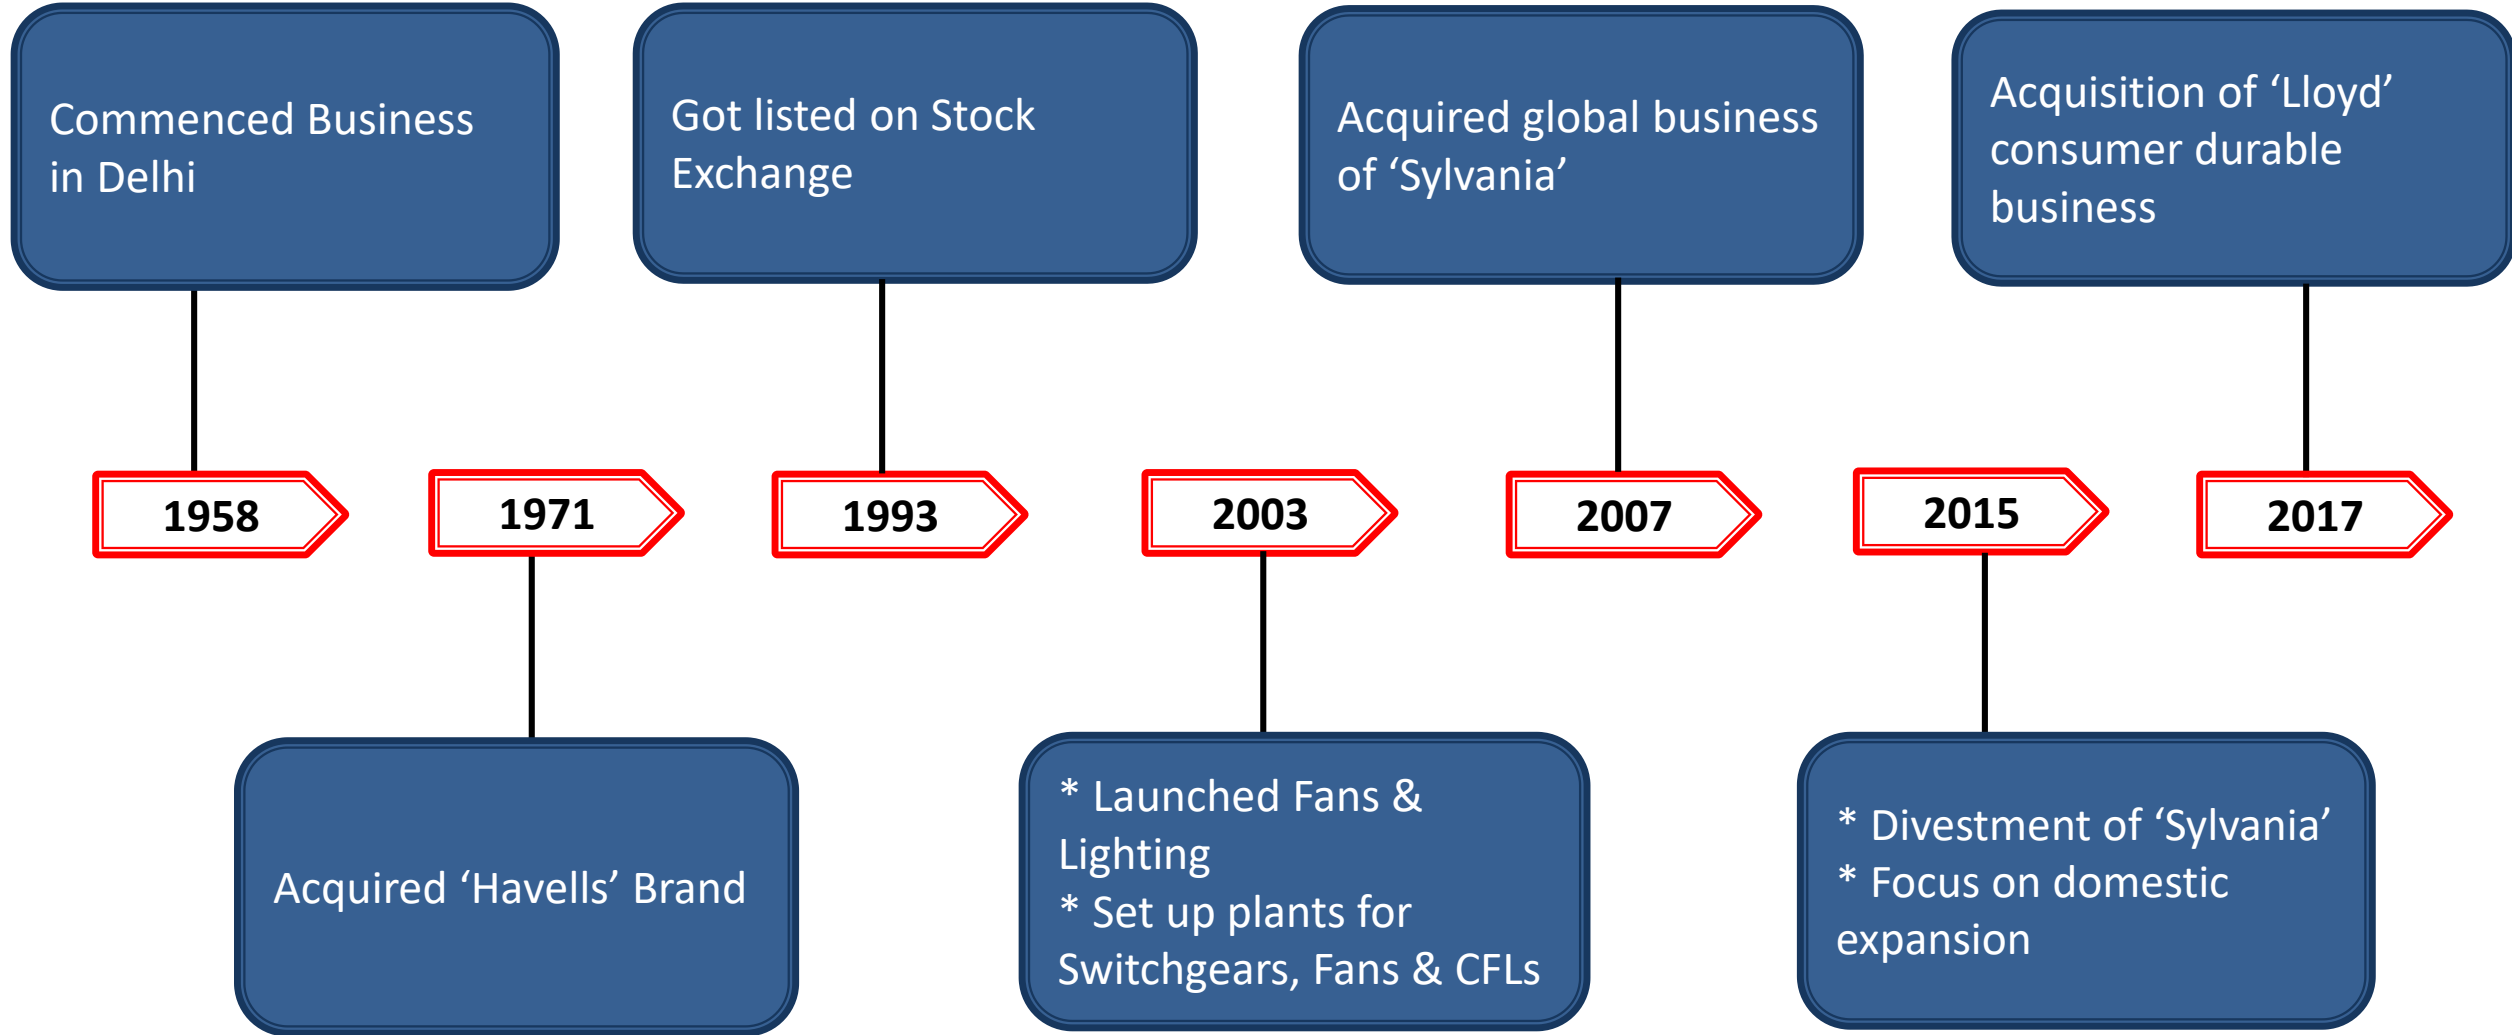 Commenced Business
in Delhi
Got listed on Stock
Exchange
Acquired global business
of ‘Sylvania’
Acquisition of ‘Lloyd’
consumer durable
business
1958
1971
1993
2003
2007
2015
2017
Acquired ‘Havells’ Brand
* Launched Fans &
Lighting
* Set up plants for
Switchgears, Fans & CFLs
* Divestment of ‘Sylvania’
* Focus on domestic
expansion